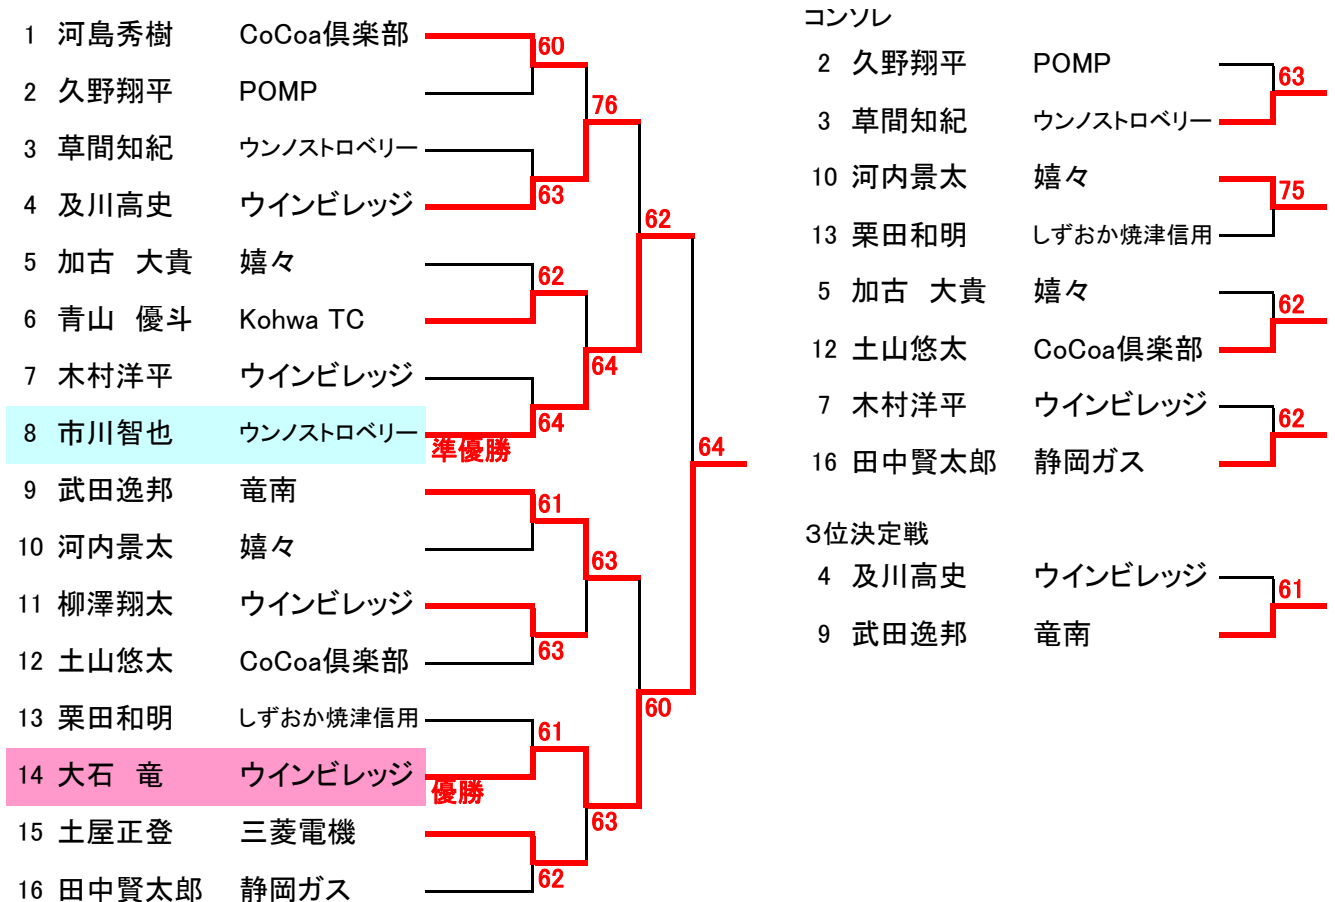 1 河島秀樹 CoCoa倶楽部
60
2 久野翔平 POMP
76
3 草間知紀 ウンノストロベリー
63
4 及川高史 ウインビレッジ
62
5 加古 大貴 嬉々
62
6 青山 優斗 Kohwa TC
64
7 木村洋平 ウインビレッジ
64
8 市川智也 ウンノストロベリー
準優勝
64
9 武田逸邦 竜南
61
10 河内景太 嬉々
63
11 柳澤翔太 ウインビレッジ
63
12 土山悠太 CoCoa倶楽部
60
13 栗田和明 しずおか焼津信用
61
14 大石 竜 ウインビレッジ
優勝
63
15 土屋正登 三菱電機
62
16 田中賢太郎 静岡ガス
コンソレ
2 久野翔平 POMP
63
3 草間知紀 ウンノストロベリー
10 河内景太 嬉々
75
13 栗田和明 しずおか焼津信用
5 加古 大貴 嬉々
62
12 土山悠太 CoCoa倶楽部
7 木村洋平 ウインビレッジ
62
16 田中賢太郎 静岡ガス
３位決定戦
4 及川高史 ウインビレッジ
61
9 武田逸邦 竜南